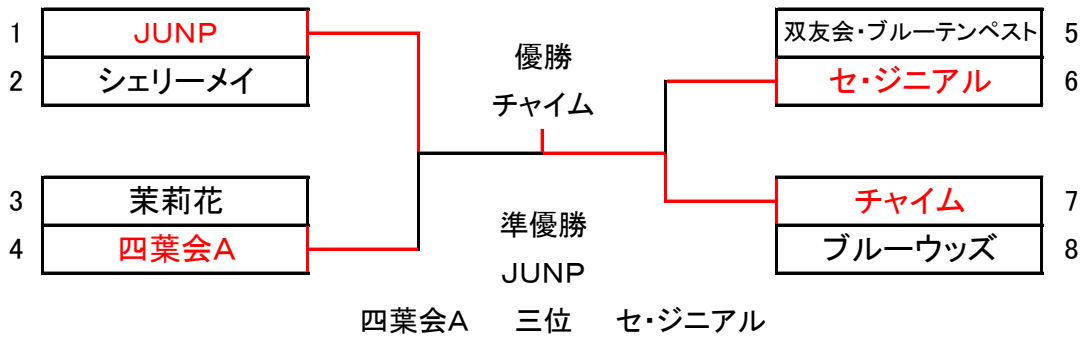 1 JUNP
2 シェリーメイ
3 茉莉花
4 四葉会A
優勝
チャイム
準優勝
JUNP
四葉会A 三位 セ・ジニアル
双友会・ブルーテンペスト 5
セ・ジニアル 6
チャイム 7
ブルーウッズ 8